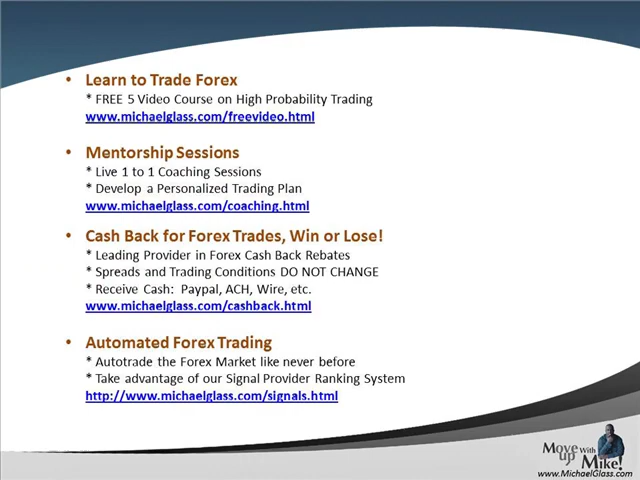 • Learn to Trade Forex
* FREE 5 Video Course on High Probability Trading
www.michaelglass.com/freevideo.html
• Mentorship Sessions
* Live 1 to 1 Coaching Sessions
* Develop a Personalized Trading Plan
www.michaelglass.com/coaching.html
• Cash Back for Forex Trades, Win or Lose!
* Leading Provider in Forex Cash Back Rebates
* Spreads and Trading Conditions DO NOT CHANGE
* Receive Cash: Paypal, ACH, Wire, etc.
www.michaelglass.com/cashback.html
• Automated Forex Trading
* Autotrade the Forex Market like never before
* Take advantage of our Signal Provider Ranking System
http://www.michaelglass.com/signals.html
Move up With Mike!
www.MichaelGlass.com